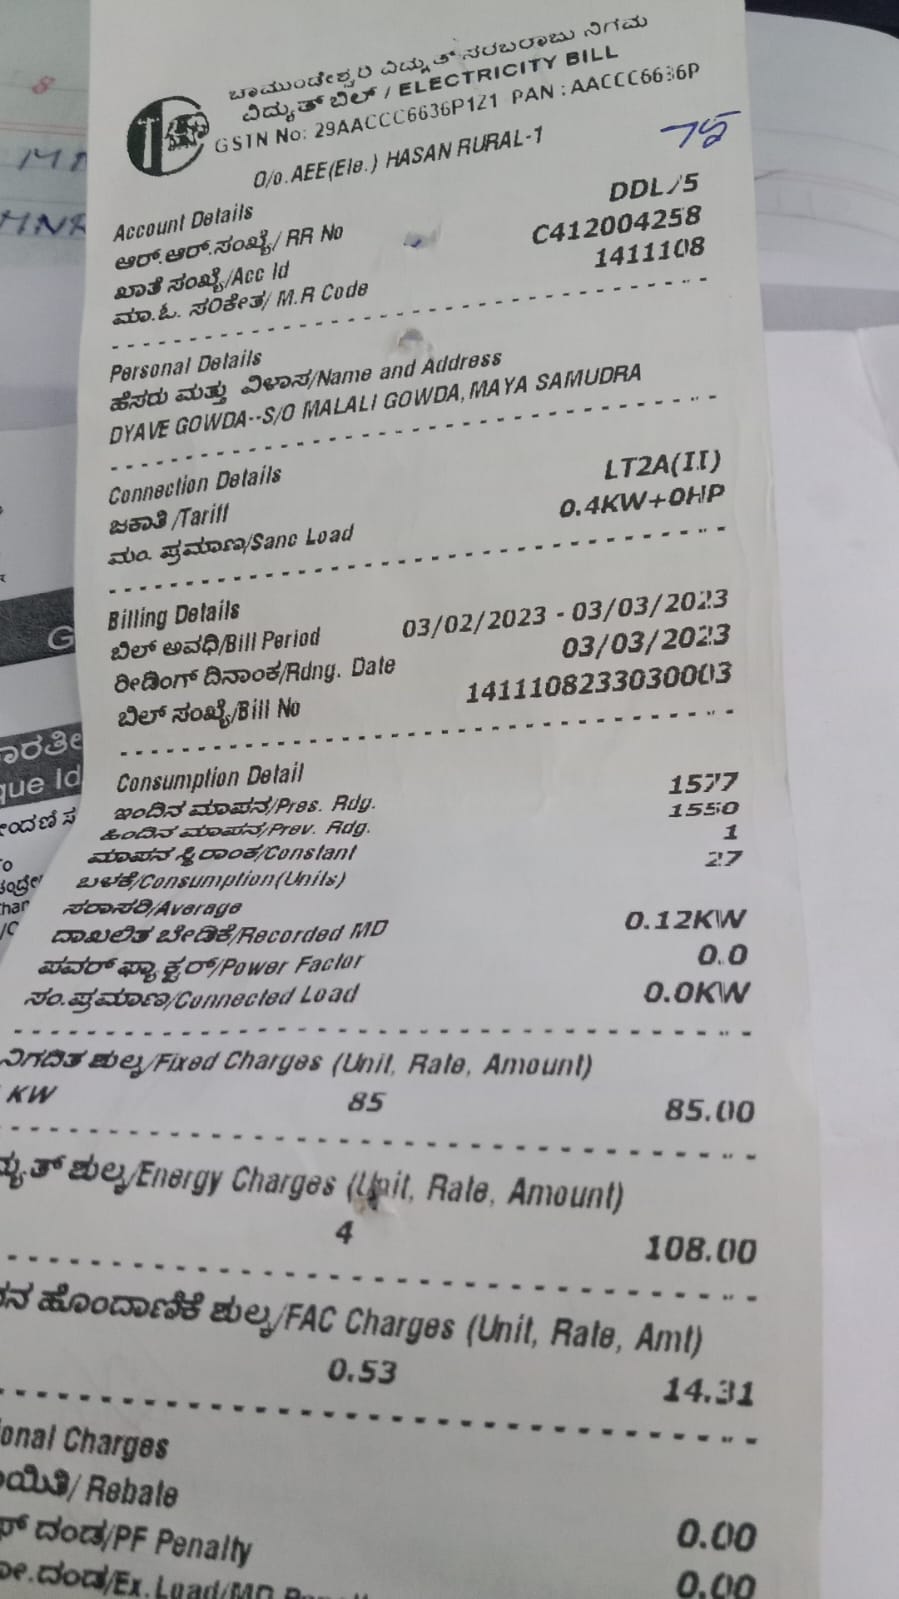 ಚಾಮುಂಡೇಶ್ವರಿ ವಿದ್ಯುತ್ ಸರಬರಾಬು ನಿಗಮ
ವಿದ್ಯುತ್ ಬಿಲ್ / ELECTRICITY BILL
GSTN No: 29AACCC6636P1Z1 PAN : AACCC6636P
O/o.AEE(Ele.) HASAN RURAL-1
75
Account Details
ಆರ್.ಆರ್.ಸಂಖ್ಯೆ/ RR No DDL/5
ಖಾತೆ ಸಂಖ್ಯೆ/Acc Id C412004258
ಮಾ.ಓ. ಸಂಕೇತ/ M.R Code 1411108
Personal Details
ಹೆಸರು ಮತ್ತು ವಿಳಾಸ/Name and Address
DYAVE GOWDA--S/O MALALI GOWDA, MAYA SAMUDRA
Connection Details
ಜಕಾತಿ /Tariff LT2A(II)
ಮಂ. ಪ್ರಮಾಣ/Sanc Load 0.4KW+0HP
Billing Details
ಬಿಲ್ ಅವಧಿ/Bill Period 03/02/2023 - 03/03/2023
ರೀಡಿಂಗ್ ದಿನಾಂಕ/Rdng. Date 03/03/2023
ಬಿಲ್ ಸಂಖ್ಯೆ/Bill No 1411108233030003
Consumption Detail
ಇಂದಿನ ಮಾಪನ/Pres. Rdg. 1577
ಹಿಂದಿನ ಮಾಪನ/Prev. Rdg. 1550
ಮಾಪನ ಸ್ಥಿರಾಂಕ/Constant 1
ಬಳಕೆ/Consumption(Units) 27
ಸರಾಸರಿ/Average
ದಾಖಲಿತ ಬೇಡಿಕೆ/Recorded MD 0.12KW
ಪವರ್ ಫ್ಯಾಕ್ಟರ್/Power Factor 0.0
ಸಂ.ಪ್ರಮಾಣ/Connected Load 0.0KW
ನಿಗದಿತ ಶುಲ್ಕ/Fixed Charges (Unit, Rate, Amount)
KW 85 85.00
ಶುಲ್ಕ/Energy Charges (Unit, Rate, Amount)
4 108.00
ಹೊಂದಾಣಿಕೆ ಶುಲ್ಕ/FAC Charges (Unit, Rate, Amt)
0.53 14.31
Charges
Rebate
ದಂಡ/PF Penalty 0.00
0.00